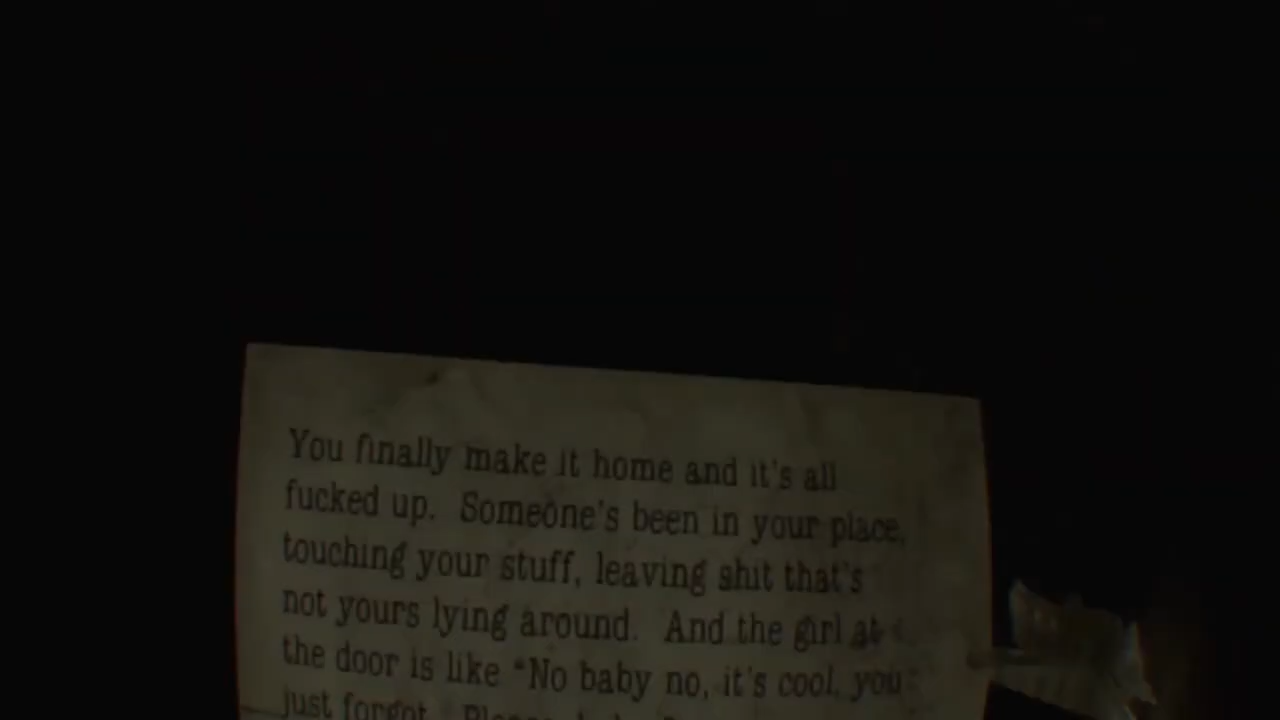 You finally make it home and it's all
fucked up. Someone's been in your place,
touching your stuff, leaving shit that's
not yours lying around. And the girl at
the door is like "No baby no, it's cool, you
just forgot.